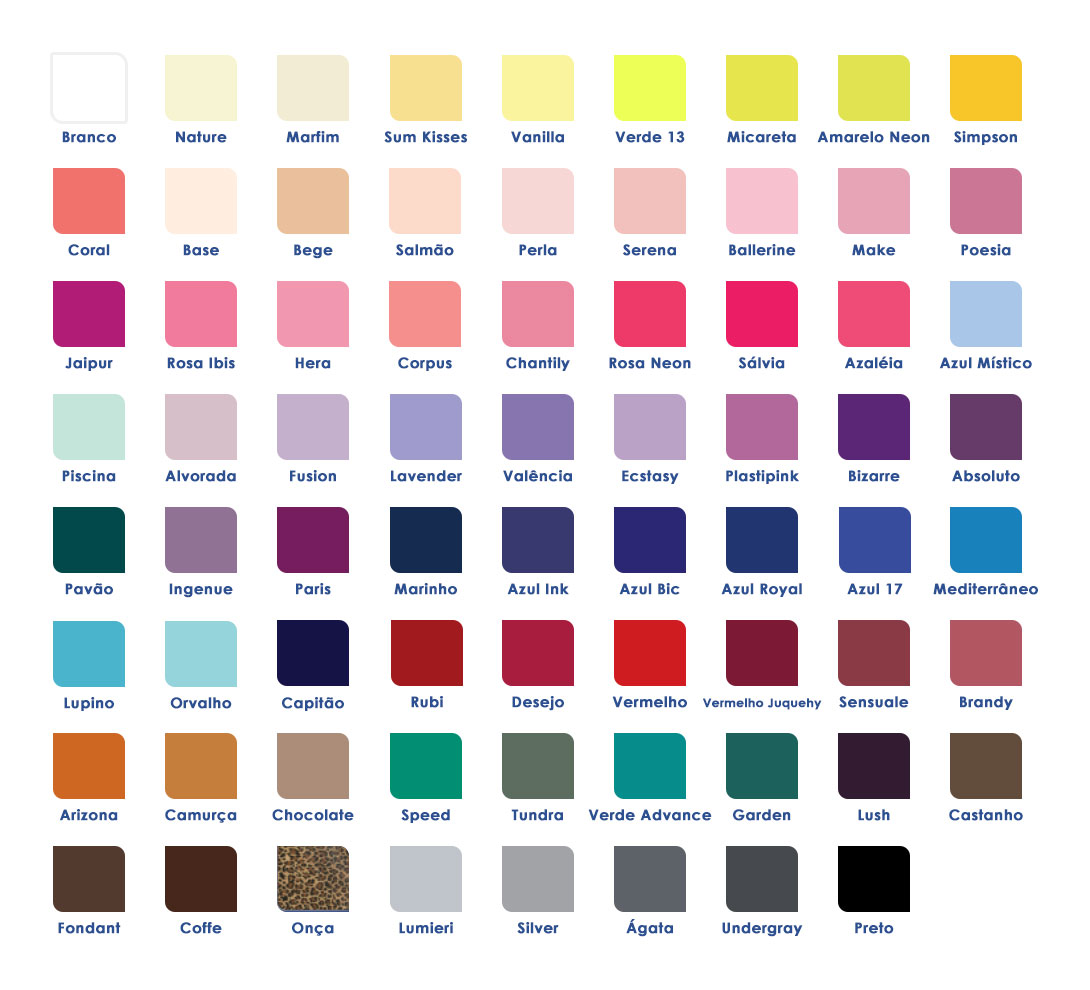 Branco Nature Marfim Sum Kisses Vanilla Verde 13 Micareta Amarelo Neon Simpson
Coral Base Bege Salmão Perla Serena Ballerine Make Poesia
Jaipur Rosa Ibis Hera Corpus Chantily Rosa Neon Sálvia Azaléia Azul Místico
Piscina Alvorada Fusion Lavender Valência Ecstasy Plastipink Bizarre Absoluto
Pavão Ingenue Paris Marinho Azul Ink Azul Bic Azul Royal Azul 17 Mediterrâneo
Lupino Orvalho Capitão Rubi Desejo Vermelho Vermelho Juquehy Sensuale Brandy
Arizona Camurça Chocolate Speed Tundra Verde Advance Garden Lush Castanho
Fondant Coffe Onça Lumieri Silver Ágata Undergray Preto